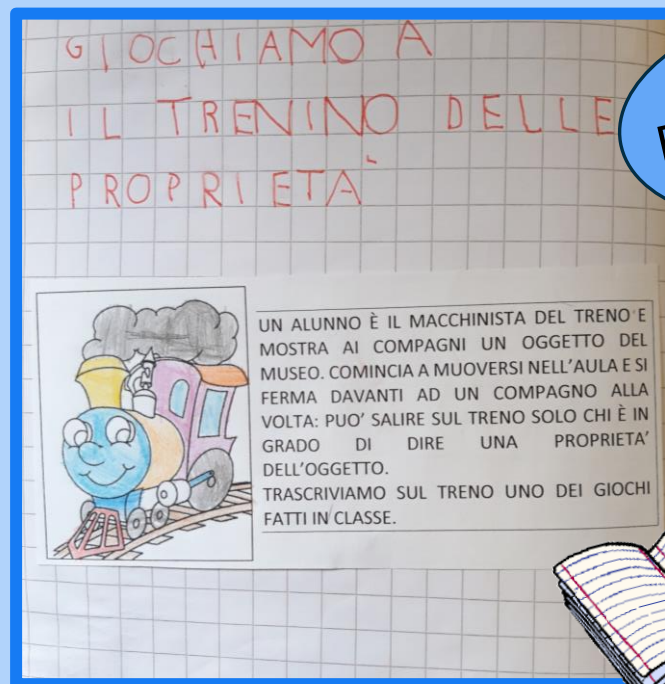 GIOCHIAMO A
IL TRENINO DELLE
PROPRIETÀ
UN ALUNNO È IL MACCHINISTA DEL TRENO E
MOSTRA AI COMPAGNI UN OGGETTO DEL
MUSEO. COMINCIA A MUOVERSI NELL'AULA E SI
FERMA DAVANTI AD UN COMPAGNO ALLA
VOLTA: PUO' SALIRE SUL TRENO SOLO CHI È IN
GRADO DI DIRE UNA PROPRIETA'
DELL'OGGETTO.
TRASCRIVIAMO SUL TRENO UNO DEI GIOCHI
FATTI IN CLASSE.